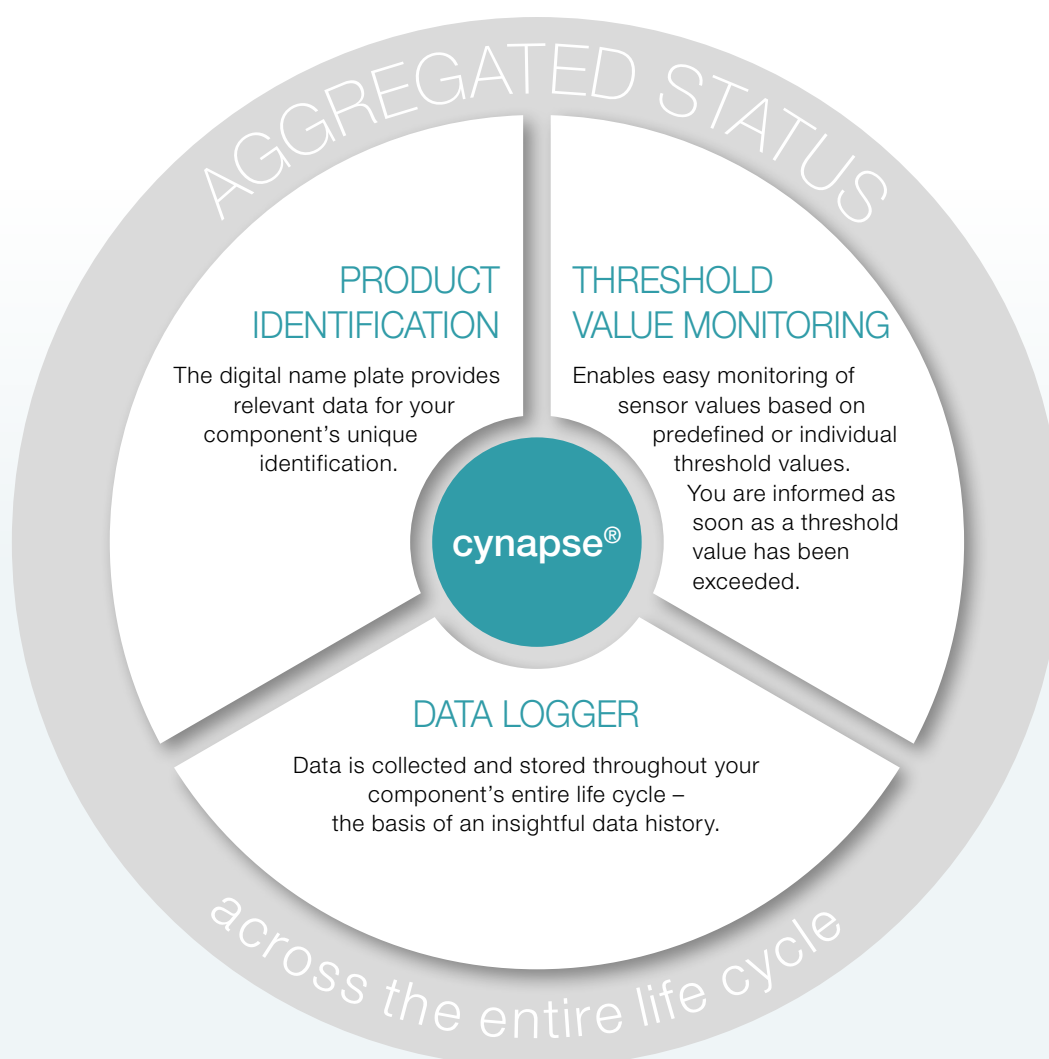 AGGREGATED STATUS
PRODUCT
IDENTIFICATION
The digital name plate provides
relevant data for your
component's unique
identification.
THRESHOLD
VALUE MONITORING
Enables easy monitoring of
sensor values based on
predefined or individual
threshold values.
You are informed as
soon as a threshold
value has been
exceeded.
cynapse®
DATA LOGGER
Data is collected and stored throughout your
component's entire life cycle –
the basis of an insightful data history.
across the entire life cycle